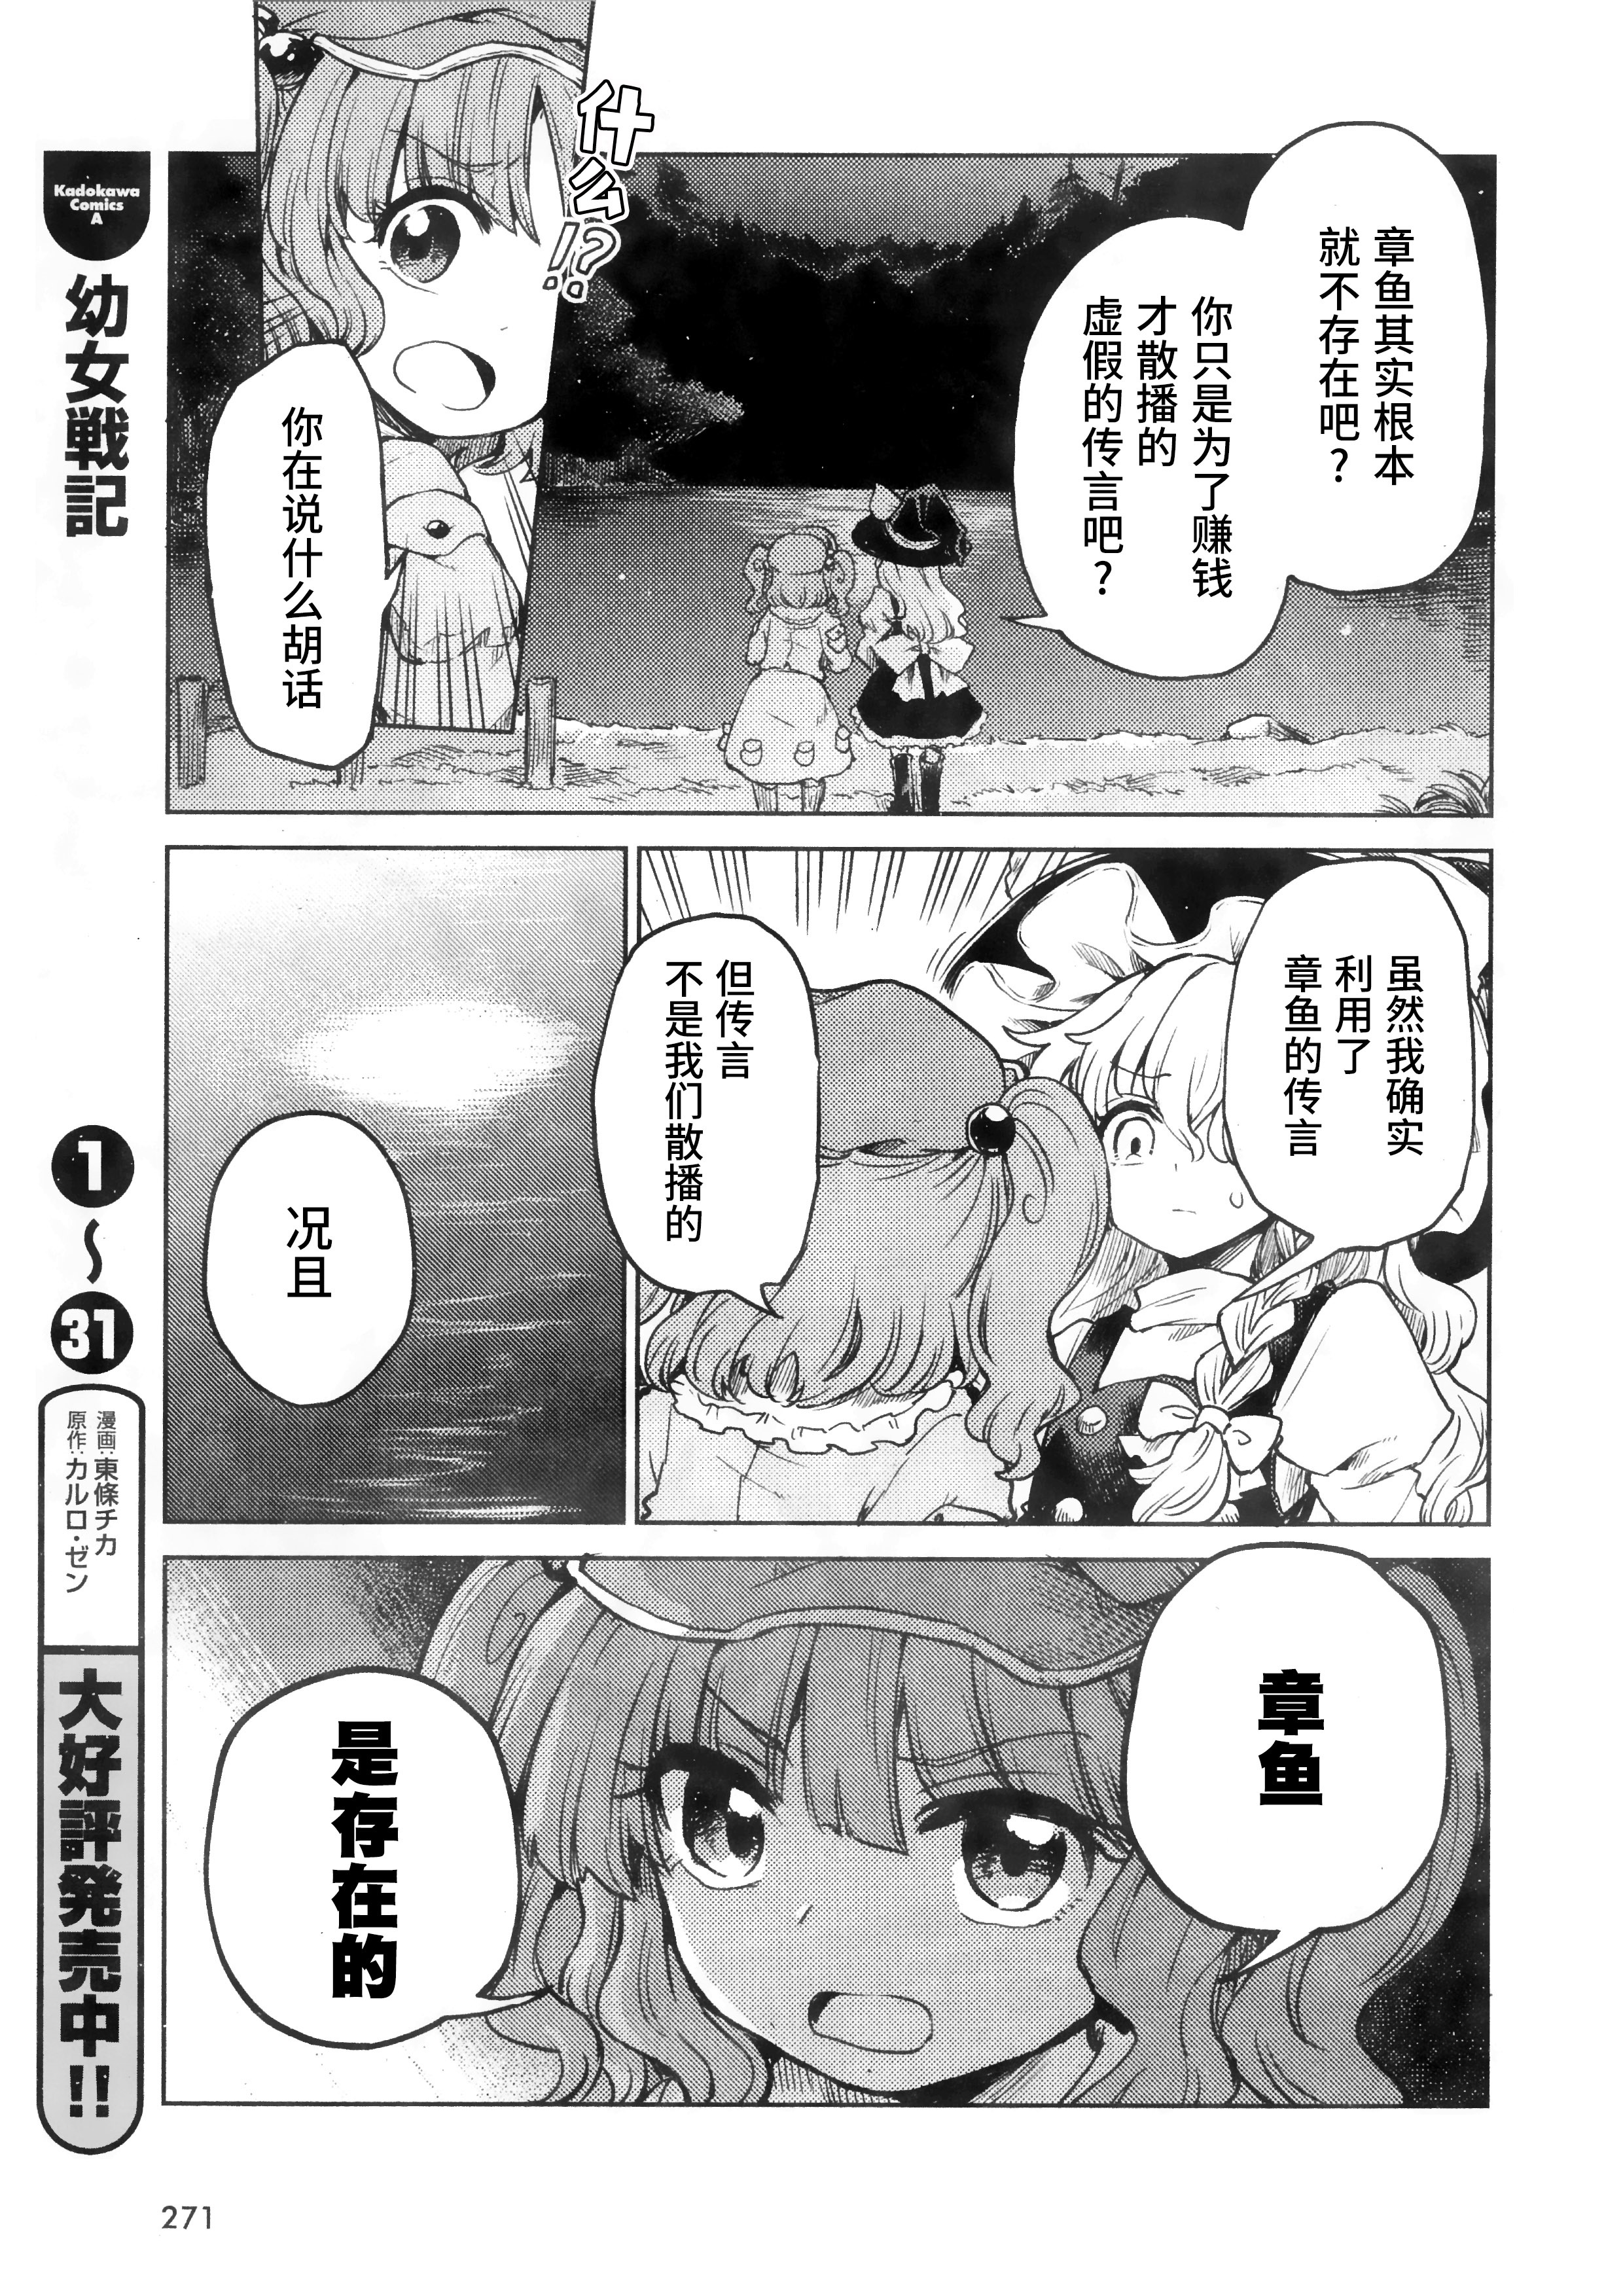 章鱼其实根本
就不存在吧？
你只是为了赚钱
才散播的
虚假的传言吧？
什么!?
你在说什么胡话
虽然我确实
利用了
章鱼的传言
但传言
不是我们散播的
况且
章鱼
是存在的
Kadokawa
Comics
A
幼女戦記
1～31
漫画:東條チカ
原作:カルロ・ゼン
大好評発売中!!
271